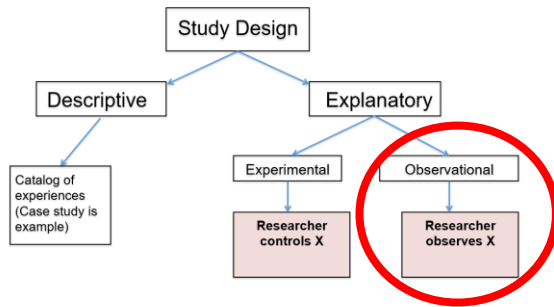 Study Design
Descriptive
Explanatory
Catalog of
experiences
(Case study is
example)
Experimental
Observational
Researcher
controls X
Researcher
observes X